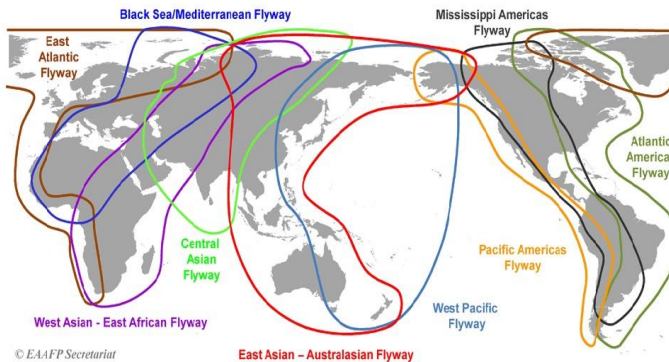 Black Sea/Mediterranean Flyway
Mississippi Americas
Flyway
East
Atlantic
Flyway
Atlantic
Americas
Flyway
Central
Asian
Flyway
Pacific Americas
Flyway
West Asian - East African Flyway
West Pacific
Flyway
© EAAFP Secretariat
East Asian – Australasian Flyway